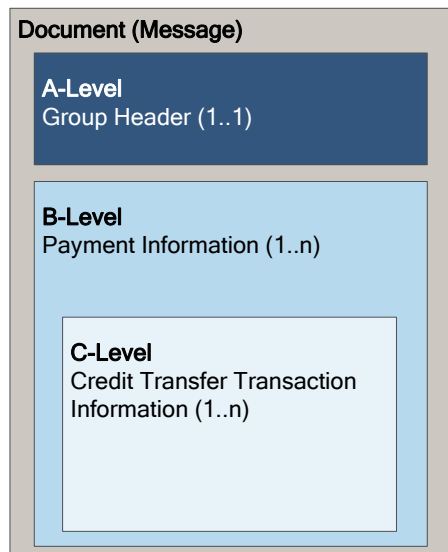 Document (Message)
A-Level
Group Header (1..1)
B-Level
Payment Information (1..n)
C-Level
Credit Transfer Transaction
Information (1..n)